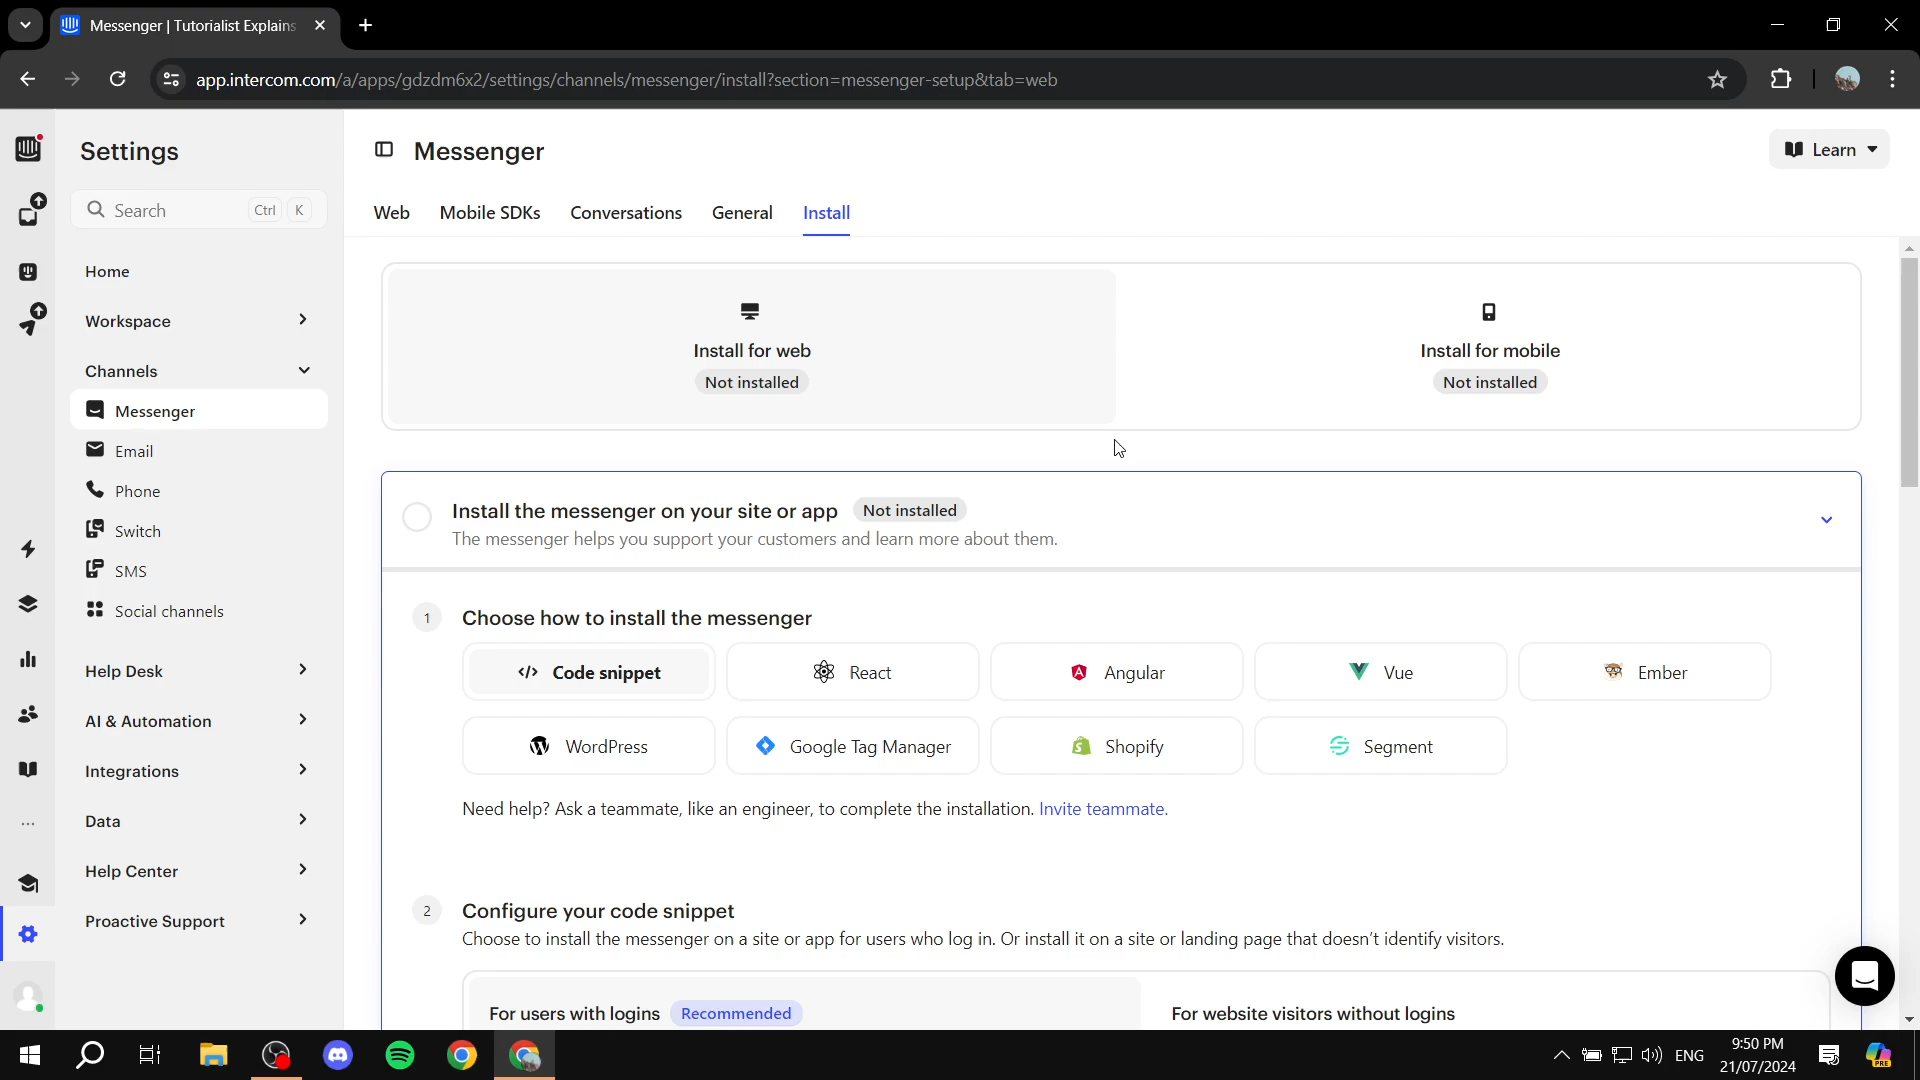 Messenger | Tutorialist Explains
app.intercom.com/a/apps/gdzdm6x2/settings/channels/messenger/install?section=messenger-setup&tab=web
Settings
Search
Ctrl
K
Home
Workspace
Channels
Messenger
Email
Phone
Switch
SMS
Social channels
Help Desk
AI & Automation
Integrations
Data
Help Center
Proactive Support
Messenger
Learn
Web
Mobile SDKs
Conversations
General
Install
Install for web
Not installed
Install for mobile
Not installed
Install the messenger on your site or app
Not installed
The messenger helps you support your customers and learn more about them.
1
Choose how to install the messenger
Code snippet
React
Angular
Vue
Ember
WordPress
Google Tag Manager
Shopify
Segment
Need help? Ask a teammate, like an engineer, to complete the installation. Invite teammate.
2
Configure your code snippet
Choose to install the messenger on a site or app for users who log in. Or install it on a site or landing page that doesn't identify visitors.
For users with logins
Recommended
For website visitors without logins
ENG
9:50 PM
21/07/2024
PRE